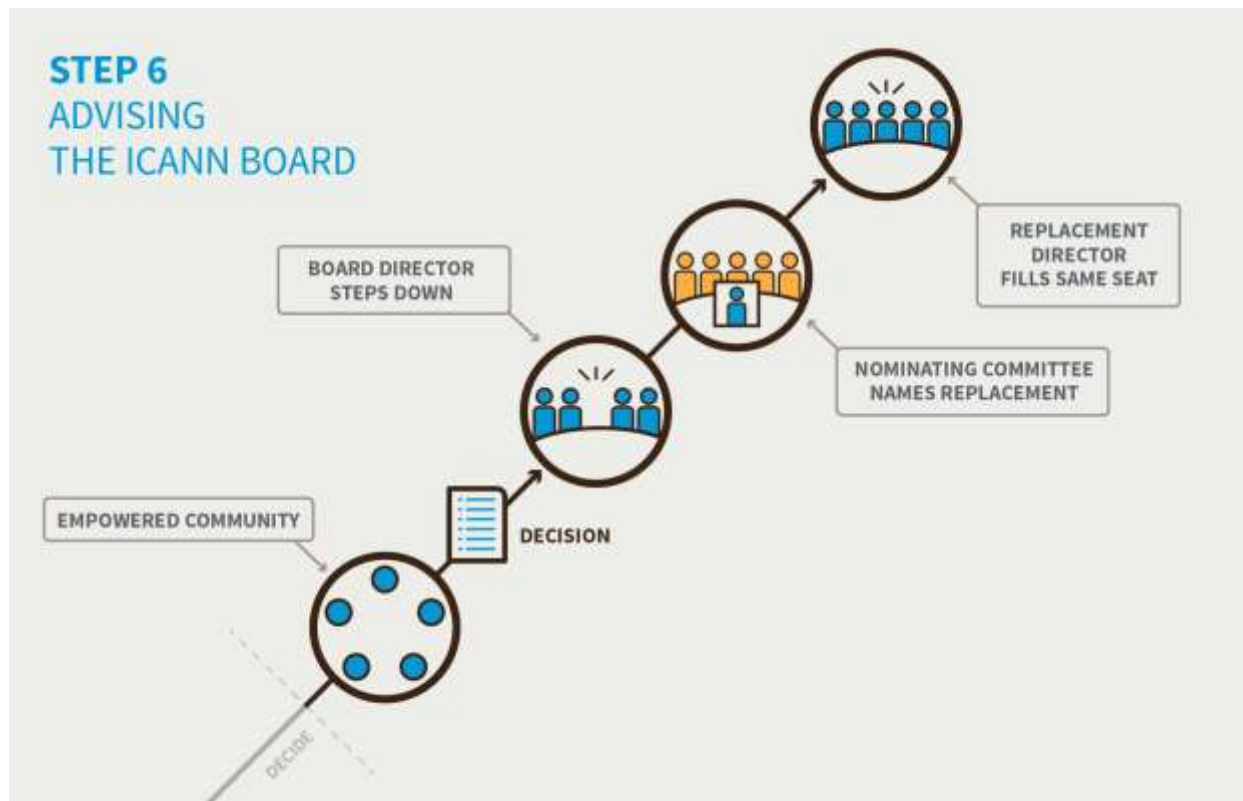 STEP 6
ADVISING
THE ICANN BOARD
REPLACEMENT
DIRECTOR
FILLS SAME SEAT
BOARD DIRECTOR
STEPS DOWN
NOMINATING COMMITTEE
NAMES REPLACEMENT
EMPOWERED COMMUNITY
DECISION
DECIDE